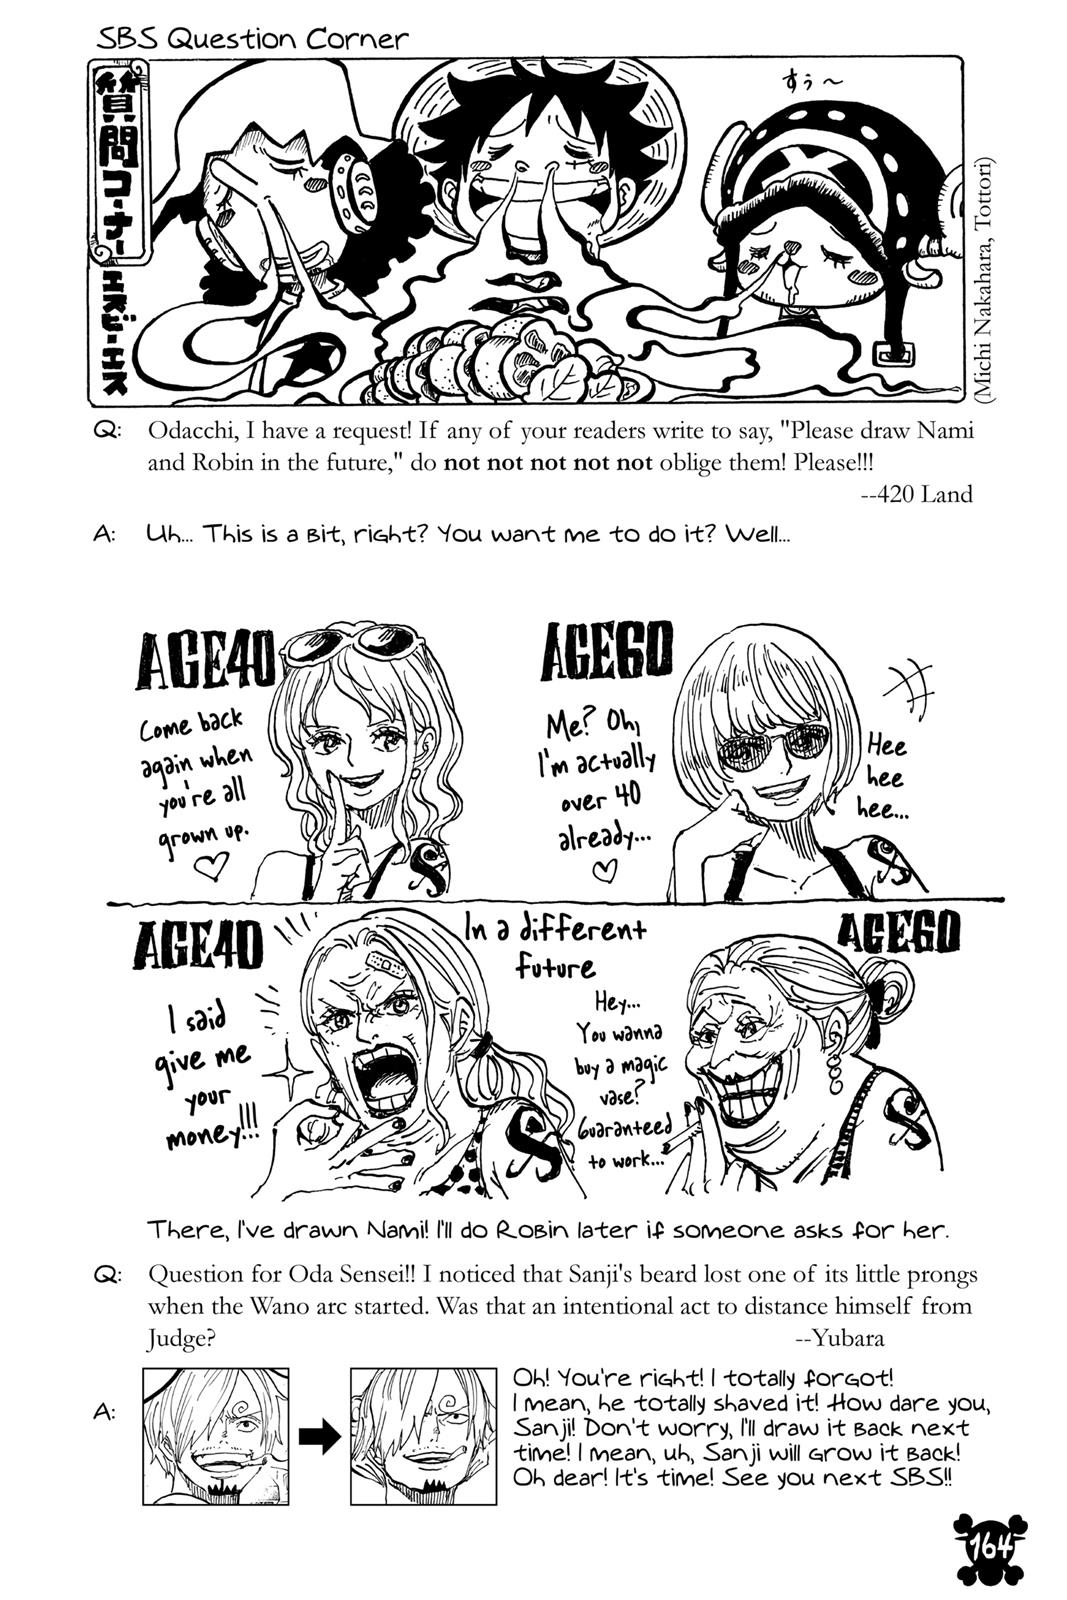 SBS Question Corner
質問コーナー
エスビーエス
すぅ〜
(Michi Nakahara, Tottori)
Q: Odacchi, I have a request! If any of your readers write to say, "Please draw Nami
and Robin in the future," do not not not not not oblige them! Please!!!
--420 Land
A: Uh... This is a bit, right? You want me to do it? Well...
AGE40
Come back
again when
you're all
grown up.
AGE60
Me? Oh,
I'm actually
over 40
already...
Hee
hee
hee...
AGE40
I said
give me
your
money!!!
In a different
future
AGE60
Hey...
You wanna
buy a magic
vase?
Guaranteed
to work...
There, I've drawn Nami! I'll do Robin later if someone asks for her.
Q: Question for Oda Sensei!! I noticed that Sanji's beard lost one of its little prongs
when the Wano arc started. Was that an intentional act to distance himself from
Judge?
--Yubara
A: Oh! You're right! I totally forgot!
I mean, he totally shaved it! How dare you,
Sanji! Don't worry, I'll draw it back next
time! I mean, uh, Sanji will grow it back!
Oh dear! It's time! See you next SBS!!
164